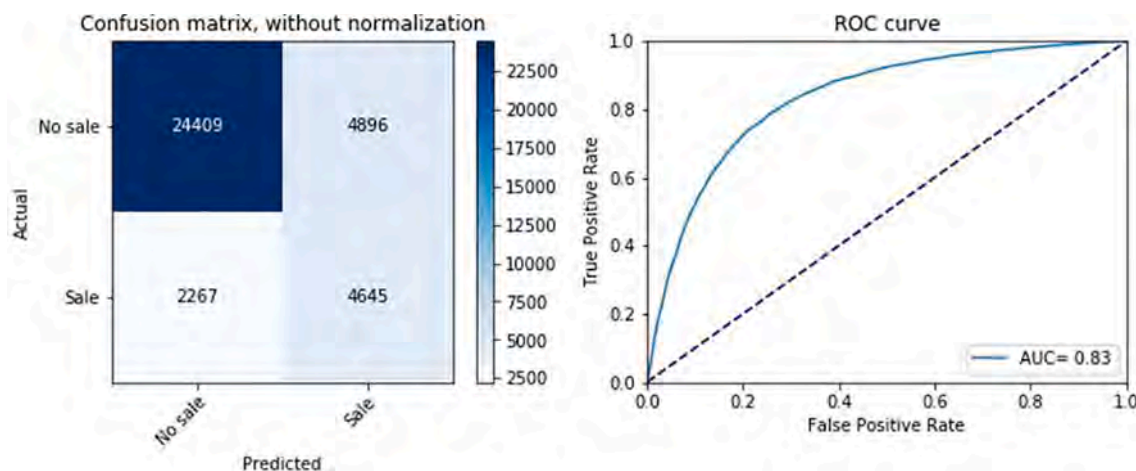 Confusion matrix, without normalization
No sale
Sale
Actual
24409
4896
2267
4645
No sale
Sale
Predicted
22500
20000
17500
15000
12500
10000
7500
5000
2500
ROC curve
True Positive Rate
1.0
0.8
0.6
0.4
0.2
0.0
AUC= 0.83
0.0
0.2
0.4
0.6
0.8
1.0
False Positive Rate